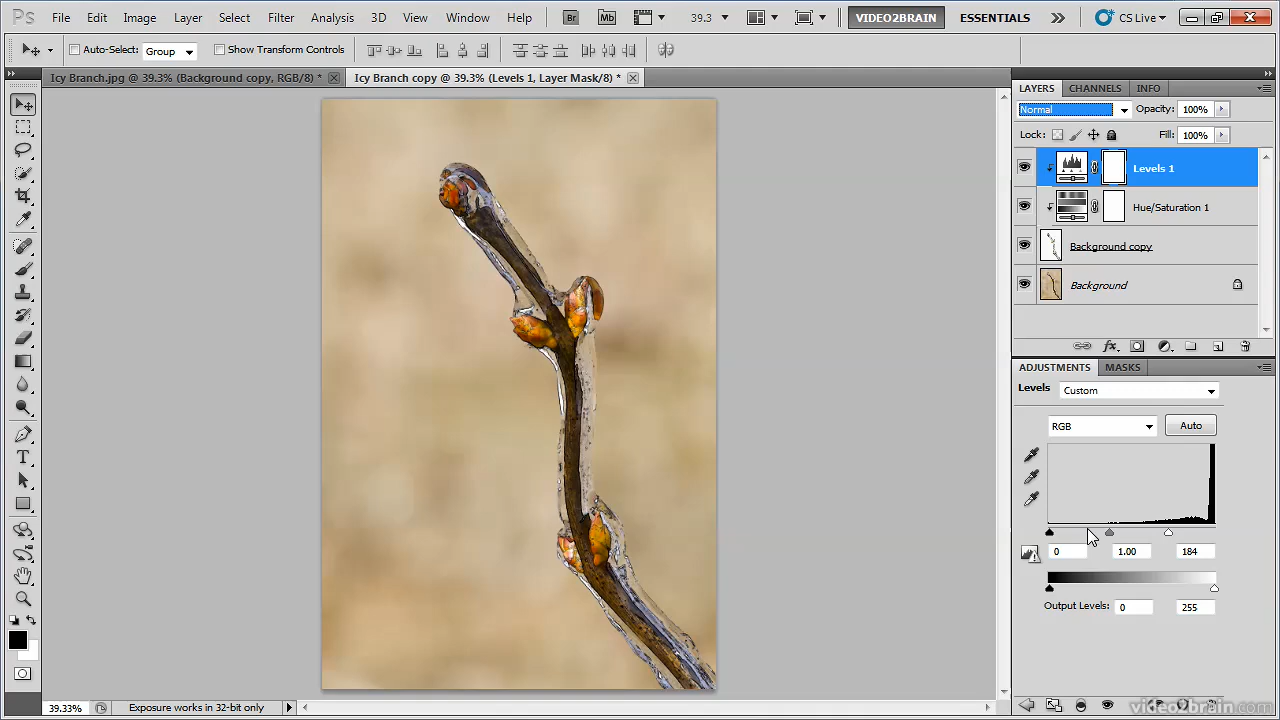 Ps File Edit Image Layer Select Filter Analysis 3D View Window Help Br Mb 39.3 VIDEO2BRAIN ESSENTIALS CS Live
Auto-Select: Group Show Transform Controls
Icy Branch.jpg @ 39.3% (Background copy, RGB/8) * Icy Branch copy @ 39.3% (Levels 1, Layer Mask/8) *
LAYERS CHANNELS INFO
Normal Opacity: 100%
Lock: Fill: 100%
Levels 1
Hue/Saturation 1
Background copy
Background
ADJUSTMENTS MASKS
Levels Custom
RGB Auto
0 1.00 184
Output Levels: 0 255
39.33% Exposure works in 32-bit only
video2brain.com